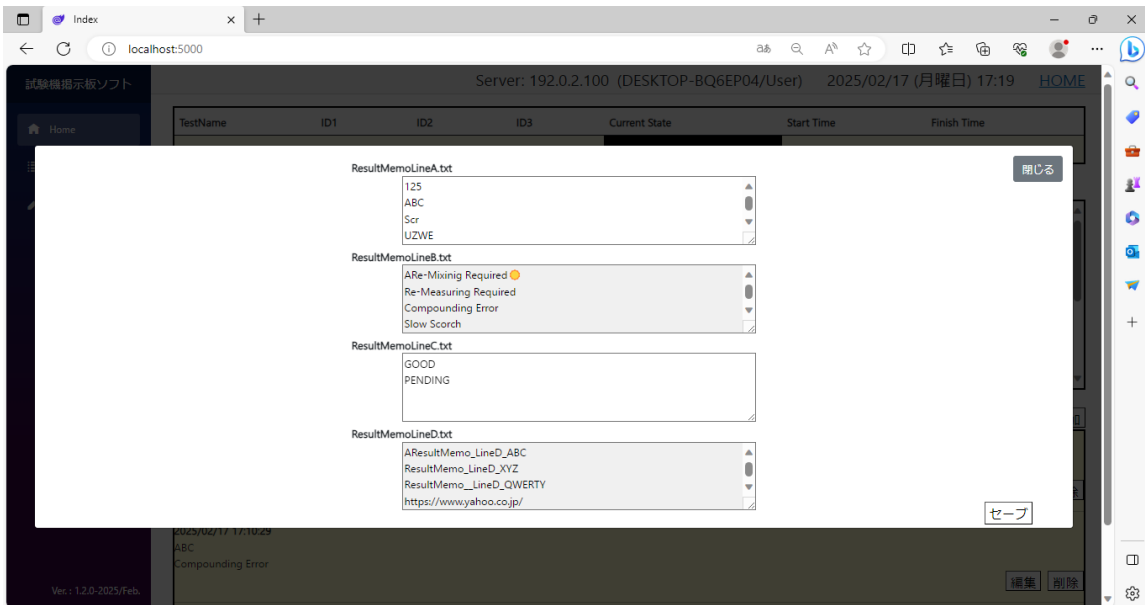 Index
localhost:5000
試験機掲示板ソフト
Server: 192.0.2.100 (DESKTOP-BQ6EP04/User) 2025/02/17 (月曜日) 17:19 HOME
Home
TestName ID1 ID2 ID3 Current State Start Time Finish Time
閉じる
ResultMemoLineA.txt
125
ABC
Scr
UZWE
ResultMemoLineB.txt
ARe-Mixinig Required
Re-Measuring Required
Compounding Error
Slow Scorch
ResultMemoLineC.txt
GOOD
PENDING
ResultMemoLineD.txt
AResultMemo_LineD_ABC
ResultMemo_LineD_XYZ
ResultMemo__LineD_QWERTY
https://www.yahoo.co.jp/
セーブ
2025/02/17 17:10:29
ABC
Compounding Error
編集 削除
Ver. : 1.2.0-2025/Feb.